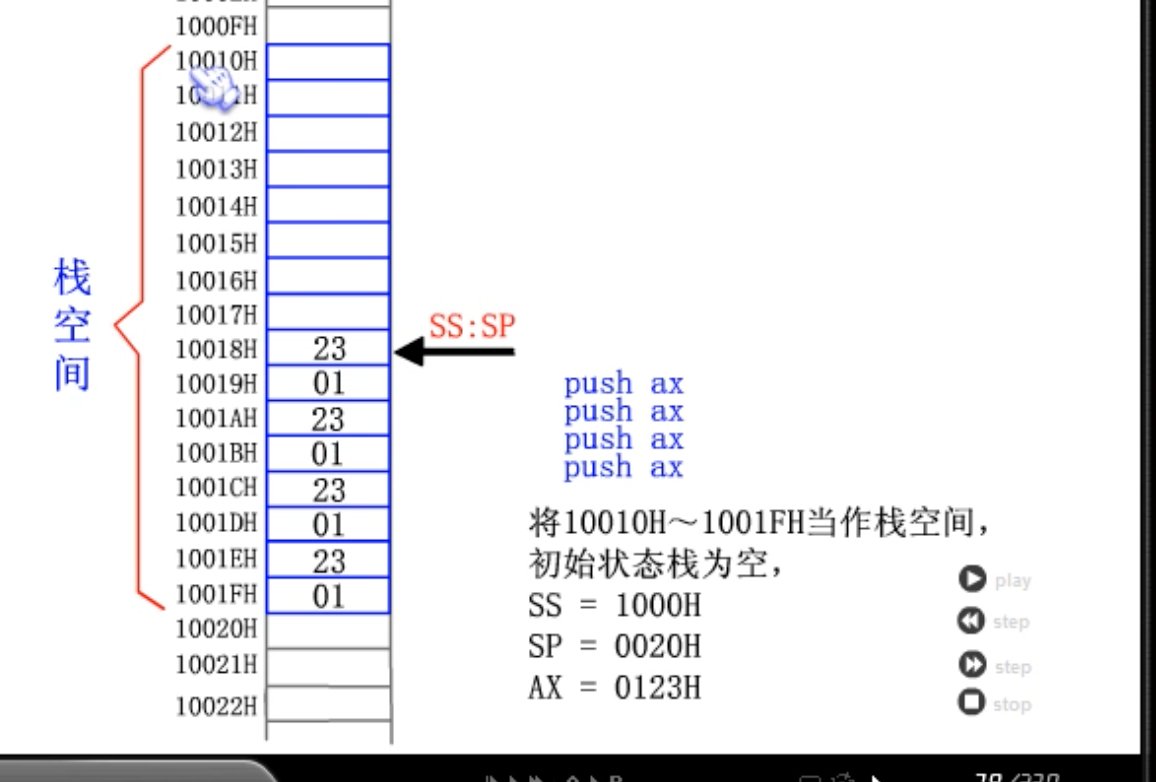 1000FH
10010H
10012H
10013H
10014H
10015H
10016H
10017H
10018H 23
10019H 01
1001AH 23
1001BH 01
1001CH 23
1001DH 01
1001EH 23
1001FH 01
10020H
10021H
10022H
栈空间
SS:SP
push ax
push ax
push ax
push ax
将10010H～1001FH当作栈空间，
初始状态栈为空，
SS = 1000H
SP = 0020H
AX = 0123H
play
step
step
stop